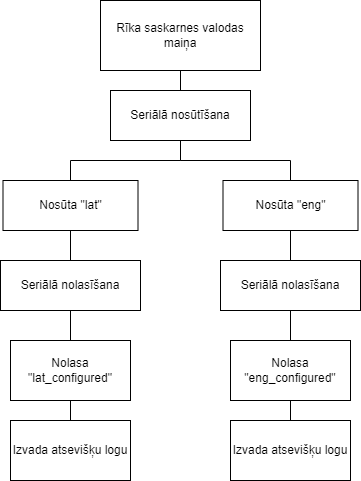 Rīka saskarnes valodas
maiņa
Seriālā nosūtīšana
Nosūta "lat"
Nosūta "eng"
Seriālā nolasīšana
Seriālā nolasīšana
Nolasa
"lat_configured"
Nolasa
"eng_configured"
Izvada atsevišķu logu
Izvada atsevišķu logu